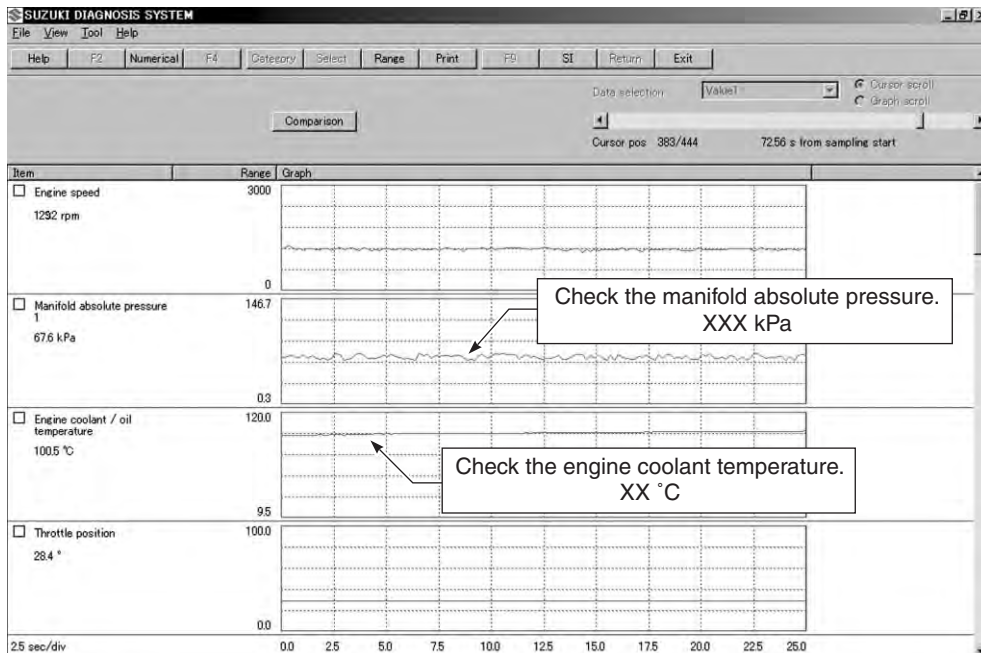 SUZUKI DIAGNOSIS SYSTEM
File View Tool Help
Help F2 Numerical F4 Category Select Range Print F9 SI Return Exit
Data selection Value1
Cursor scroll
Graph scroll
Comparison
Cursor pos 383/444 72.56 s from sampling start
Item Range Graph
Engine speed 3000
1292 rpm
0
Manifold absolute pressure 146.7
1
67.6 kPa
0.3
Check the manifold absolute pressure.
XXX kPa
Engine coolant / oil 120.0
temperature
100.5 °C
9.5
Check the engine coolant temperature.
XX ˚C
Throttle position 100.0
28.4 °
0.0
2.5 sec/div 0.0 2.5 5.0 7.5 10.0 12.5 15.0 17.5 20.0 22.5 25.0